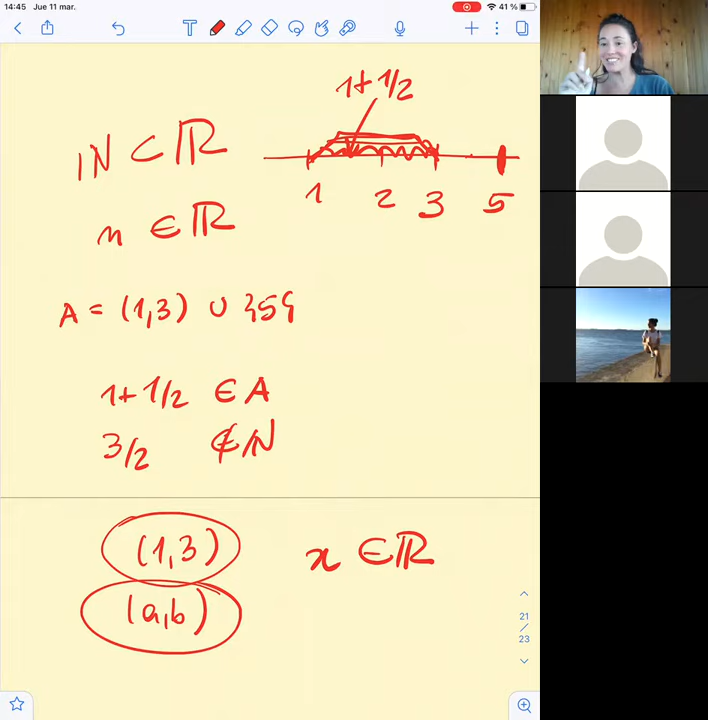 14:45 Jue 11 mar.
41 %
T
1+1/2
ℕ ⊂ ℝ
1 2 3 5
n ∈ ℝ
A = (1,3) ∪ {5}
1+1/2 ∈ A
3/2 ∉ ℕ
(1,3)
x ∈ ℝ
(a,b)
21
/
23